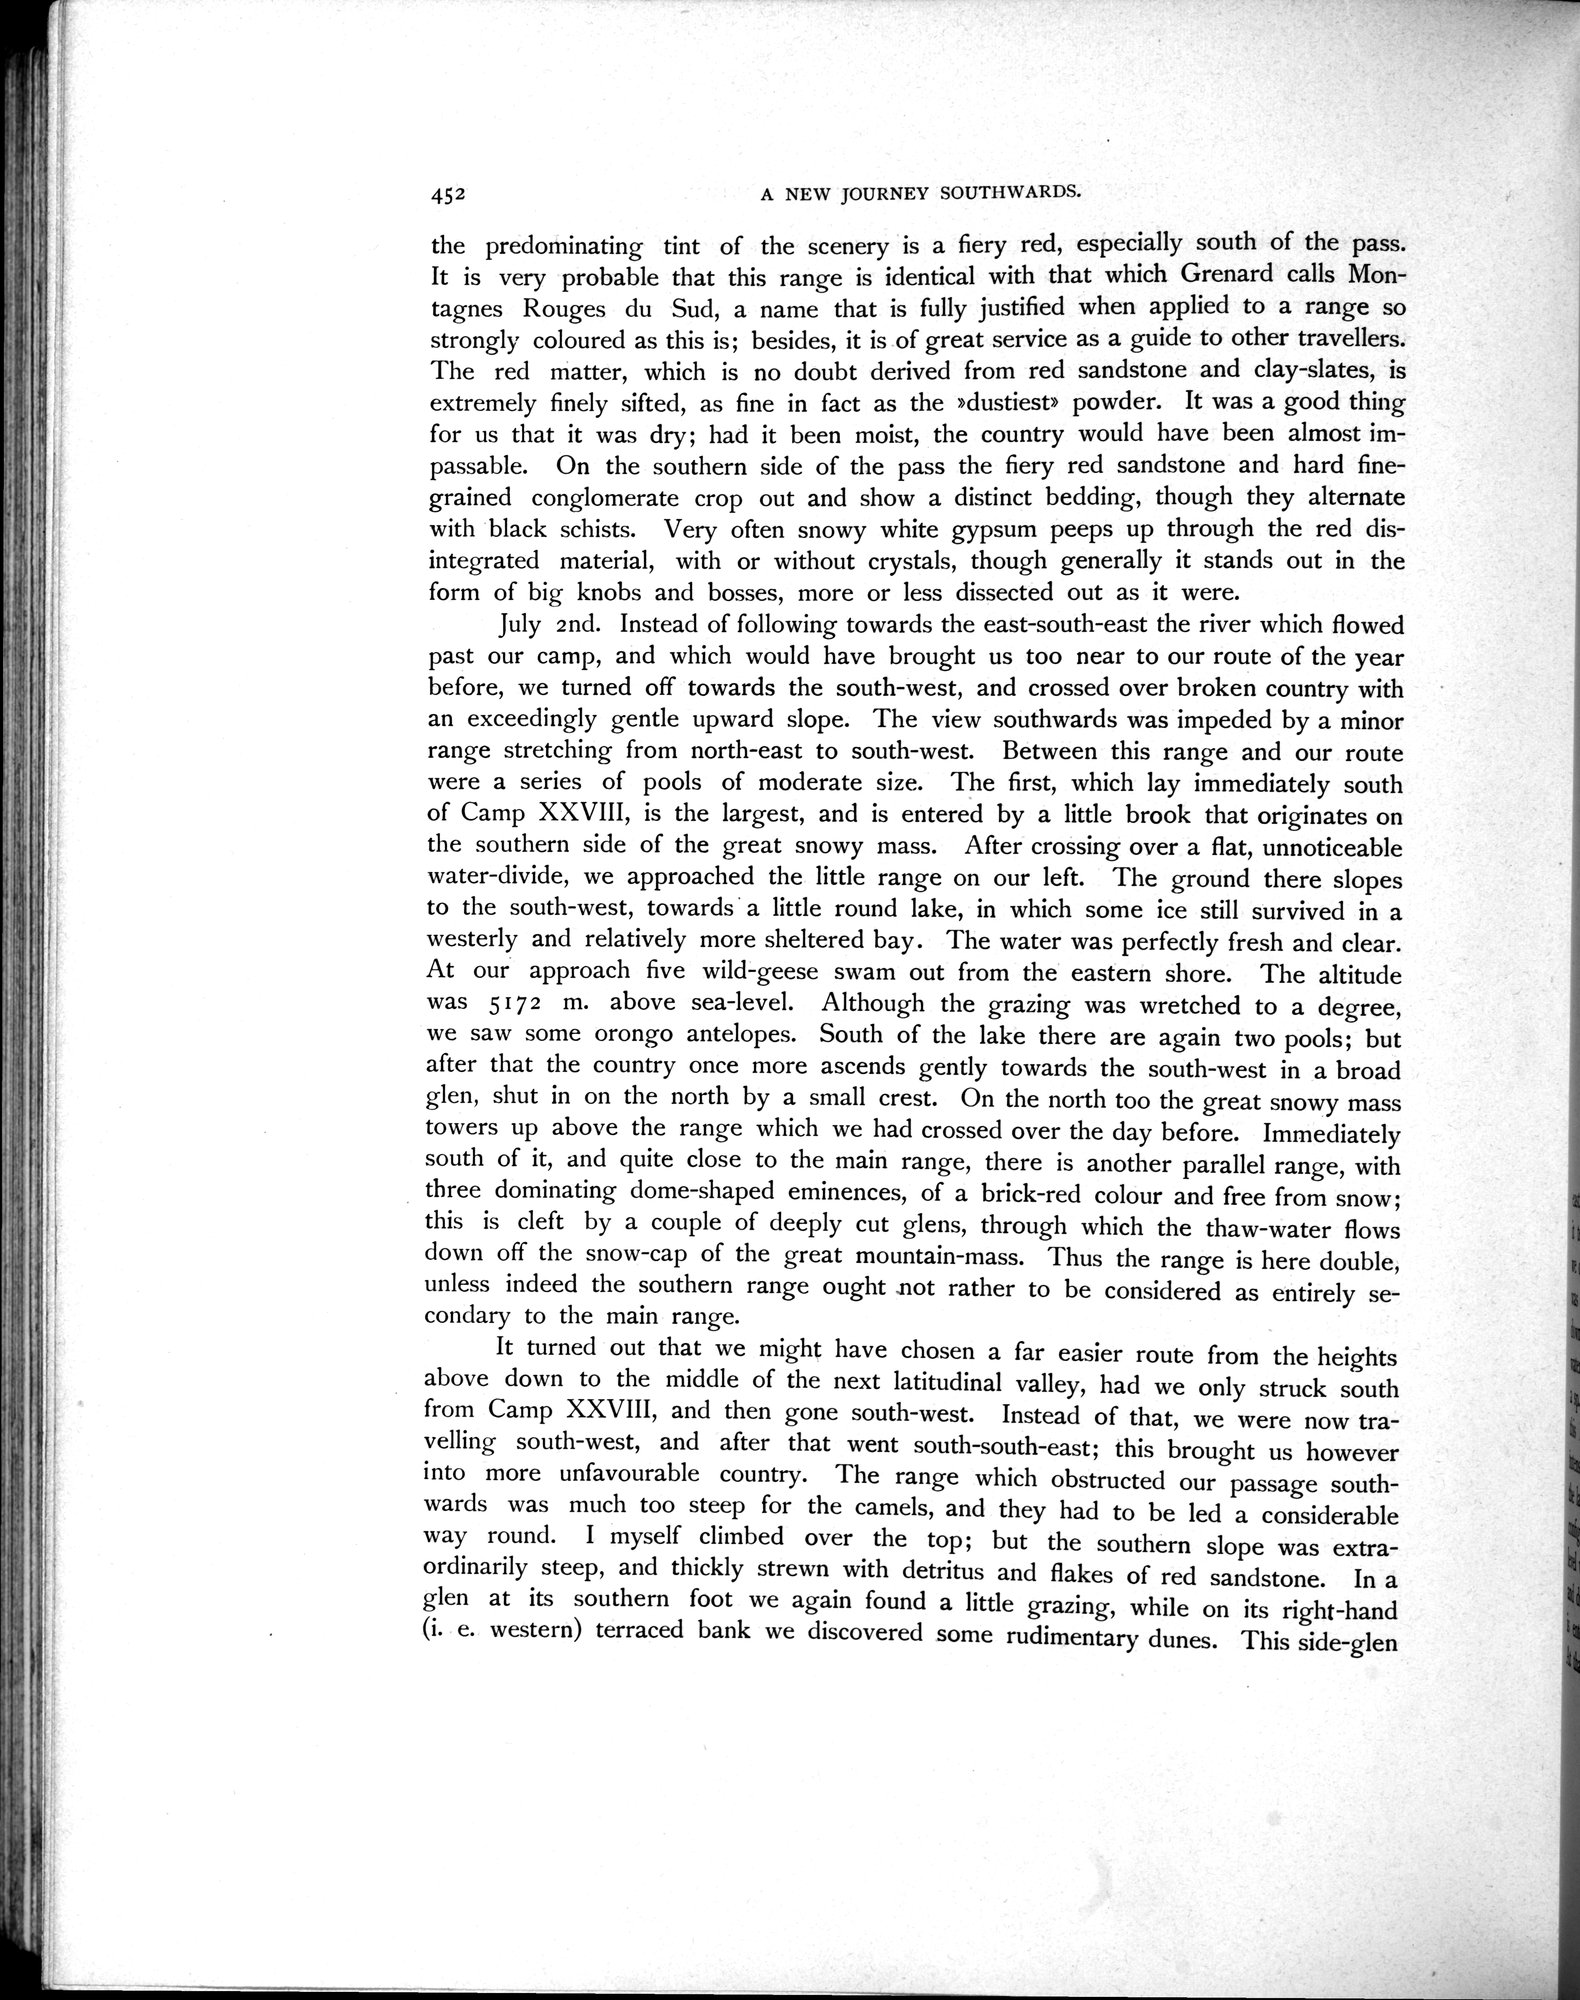 452
A NEW JOURNEY SOUTHWARDS.
the predominating tint of the scenery is a fiery red, especially south of the pass.
It is very probable that this range is identical with that which Grenard calls Mon-
tagnes Rouges du Sud, a name that is fully justified when applied to a range so
strongly coloured as this is; besides, it is of great service as a guide to other travellers.
The red matter, which is no doubt derived from red sandstone and clay-slates, is
extremely finely sifted, as fine in fact as the »dustiest» powder. It was a good thing
for us that it was dry; had it been moist, the country would have been almost im-
passable. On the southern side of the pass the fiery red sandstone and hard fine-
grained conglomerate crop out and show a distinct bedding, though they alternate
with black schists. Very often snowy white gypsum peeps up through the red dis-
integrated material, with or without crystals, though generally it stands out in the
form of big knobs and bosses, more or less dissected out as it were.
July 2nd. Instead of following towards the east-south-east the river which flowed
past our camp, and which would have brought us too near to our route of the year
before, we turned off towards the south-west, and crossed over broken country with
an exceedingly gentle upward slope. The view southwards was impeded by a minor
range stretching from north-east to south-west. Between this range and our route
were a series of pools of moderate size. The first, which lay immediately south
of Camp XXVIII, is the largest, and is entered by a little brook that originates on
the southern side of the great snowy mass. After crossing over a flat, unnoticeable
water-divide, we approached the little range on our left. The ground there slopes
to the south-west, towards a little round lake, in which some ice still survived in a
westerly and relatively more sheltered bay. The water was perfectly fresh and clear.
At our approach five wild-geese swam out from the eastern shore. The altitude
was 5172 m. above sea-level. Although the grazing was wretched to a degree,
we saw some orongo antelopes. South of the lake there are again two pools; but
after that the country once more ascends gently towards the south-west in a broad
glen, shut in on the north by a small crest. On the north too the great snowy mass
towers up above the range which we had crossed over the day before. Immediately
south of it, and quite close to the main range, there is another parallel range, with
three dominating dome-shaped eminences, of a brick-red colour and free from snow;
this is cleft by a couple of deeply cut glens, through which the thaw-water flows
down off the snow-cap of the great mountain-mass. Thus the range is here double,
unless indeed the southern range ought not rather to be considered as entirely se-
condary to the main range.
It turned out that we might have chosen a far easier route from the heights
above down to the middle of the next latitudinal valley, had we only struck south
from Camp XXVIII, and then gone south-west. Instead of that, we were now tra-
velling south-west, and after that went south-south-east; this brought us however
into more unfavourable country. The range which obstructed our passage south-
wards was much too steep for the camels, and they had to be led a considerable
way round. I myself climbed over the top; but the southern slope was extra-
ordinarily steep, and thickly strewn with detritus and flakes of red sandstone. In a
glen at its southern foot we again found a little grazing, while on its right-hand
(i. e. western) terraced bank we discovered some rudimentary dunes. This side-glen